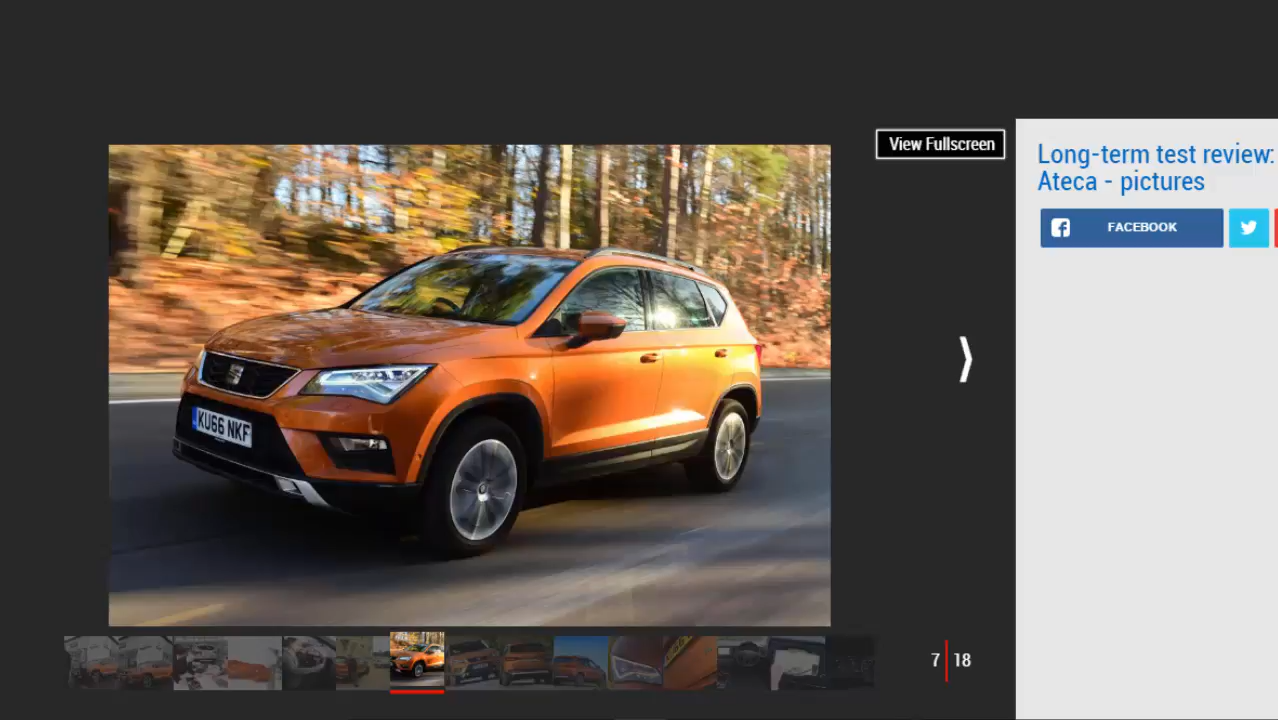 View Fullscreen
Long-term test review:
Ateca - pictures
FACEBOOK
KU66 NKF
7 18